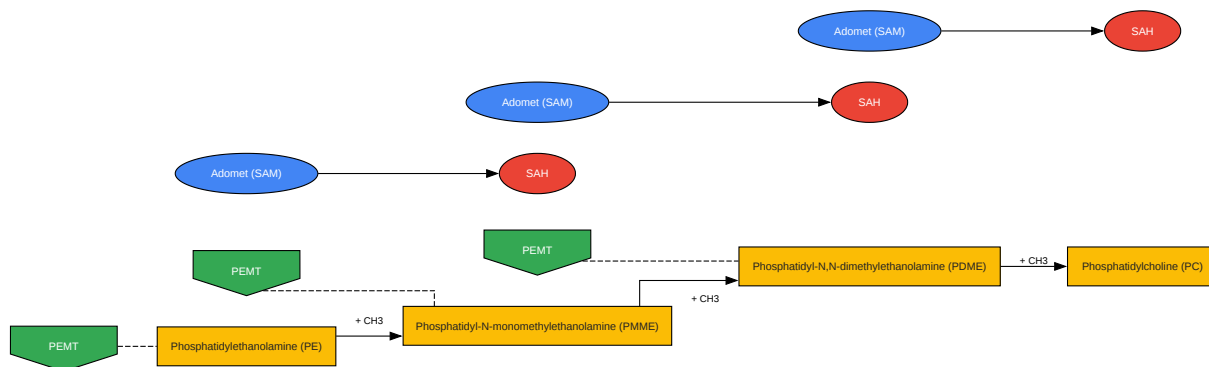 Adomet (SAM)
SAH
Adomet (SAM)
SAH
Adomet (SAM)
SAH
PEMT
PEMT
Phosphatidyl-N,N-dimethylethanolamine (PDME)
+ CH3
Phosphatidylcholine (PC)
+ CH3
PEMT
Phosphatidylethanolamine (PE)
+ CH3
Phosphatidyl-N-monomethylethanolamine (PMME)